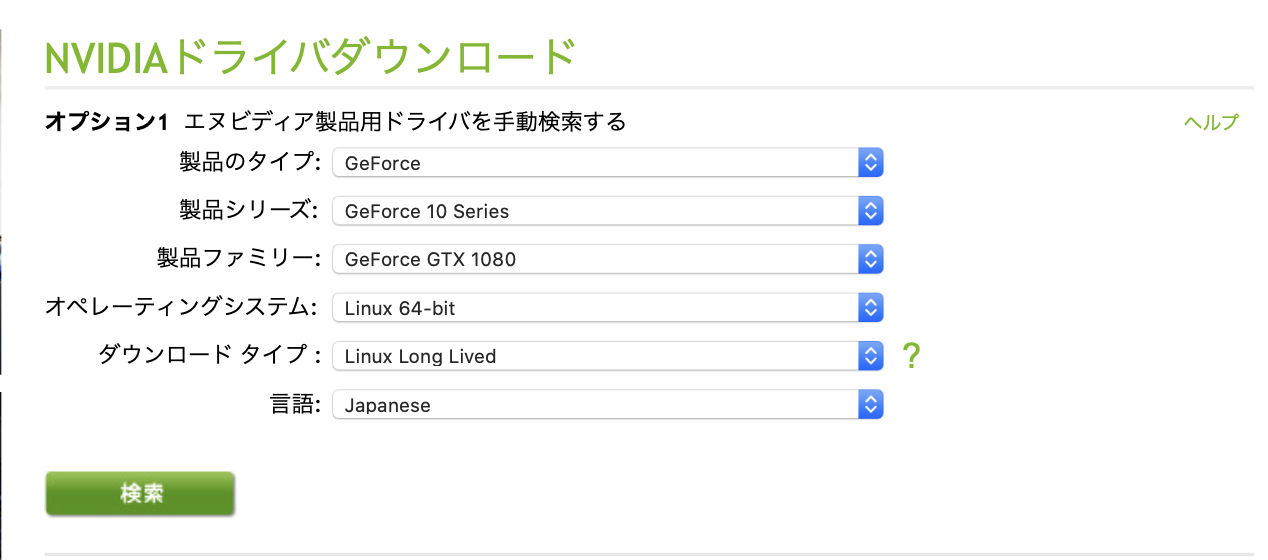 NVIDIAドライバダウンロード
オプション1 エヌビディア製品用ドライバを手動検索する ヘルプ
製品のタイプ: GeForce
製品シリーズ: GeForce 10 Series
製品ファミリー: GeForce GTX 1080
オペレーティングシステム: Linux 64-bit
ダウンロード タイプ : Linux Long Lived ?
言語: Japanese
検索